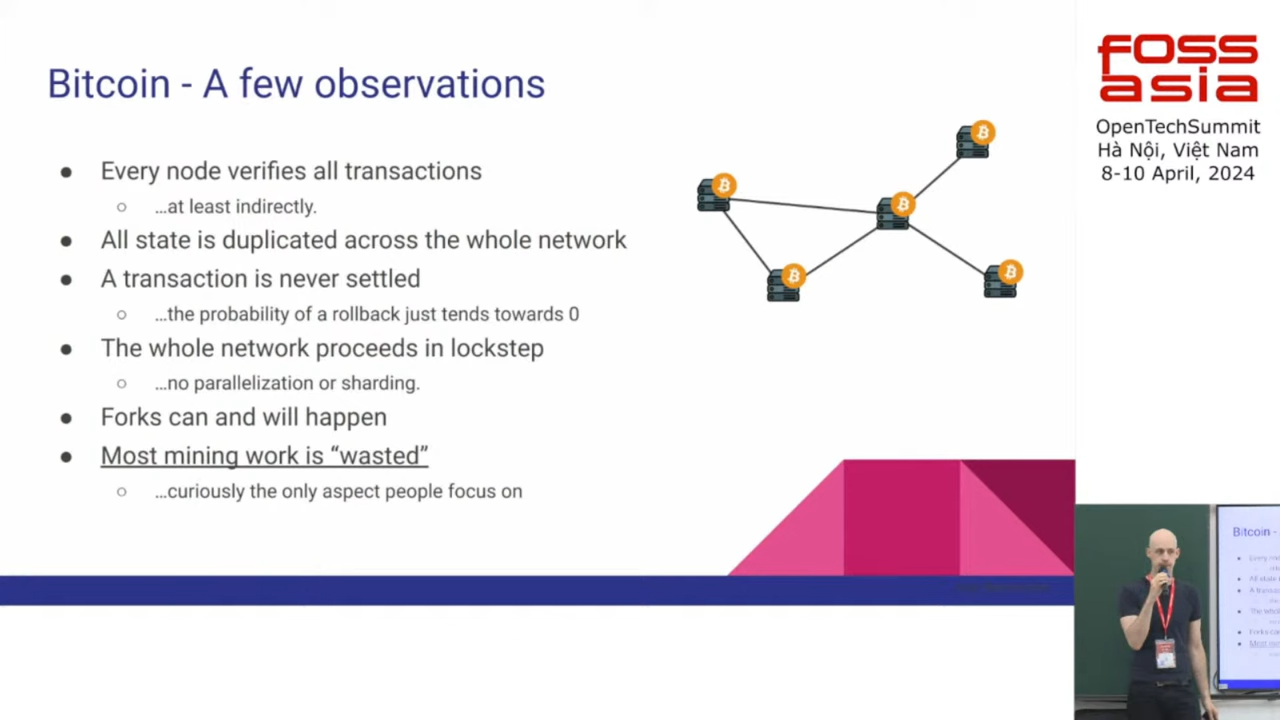 Bitcoin - A few observations
● Every node verifies all transactions
○ …at least indirectly.
● All state is duplicated across the whole network
● A transaction is never settled
○ …the probability of a rollback just tends towards 0
● The whole network proceeds in lockstep
○ …no parallelization or sharding.
● Forks can and will happen
● Most mining work is “wasted”
○ …curiously the only aspect people focus on
FOSS
asia
OpenTechSummit
Hà Nội, Việt Nam
8-10 April, 2024
Bitcoin -